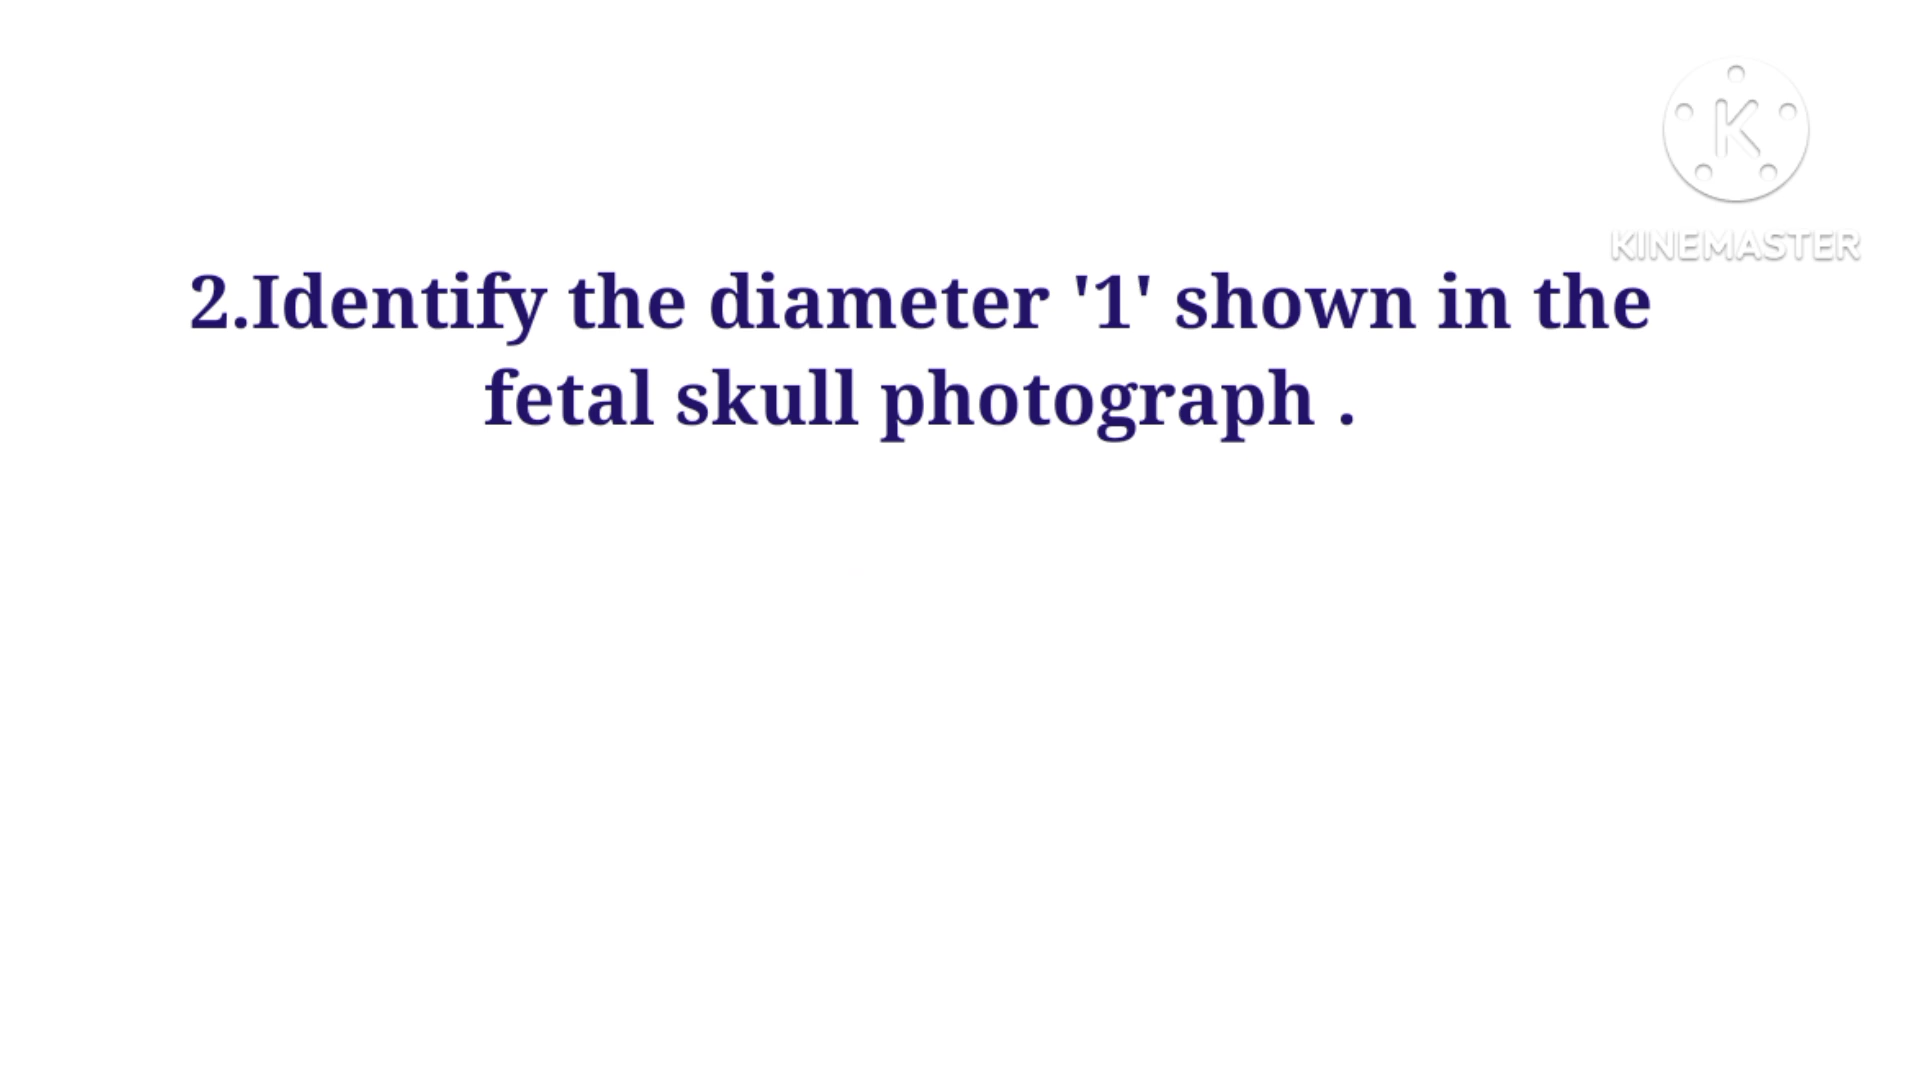 K
KINEMASTER
2.Identify the diameter '1' shown in the
fetal skull photograph .